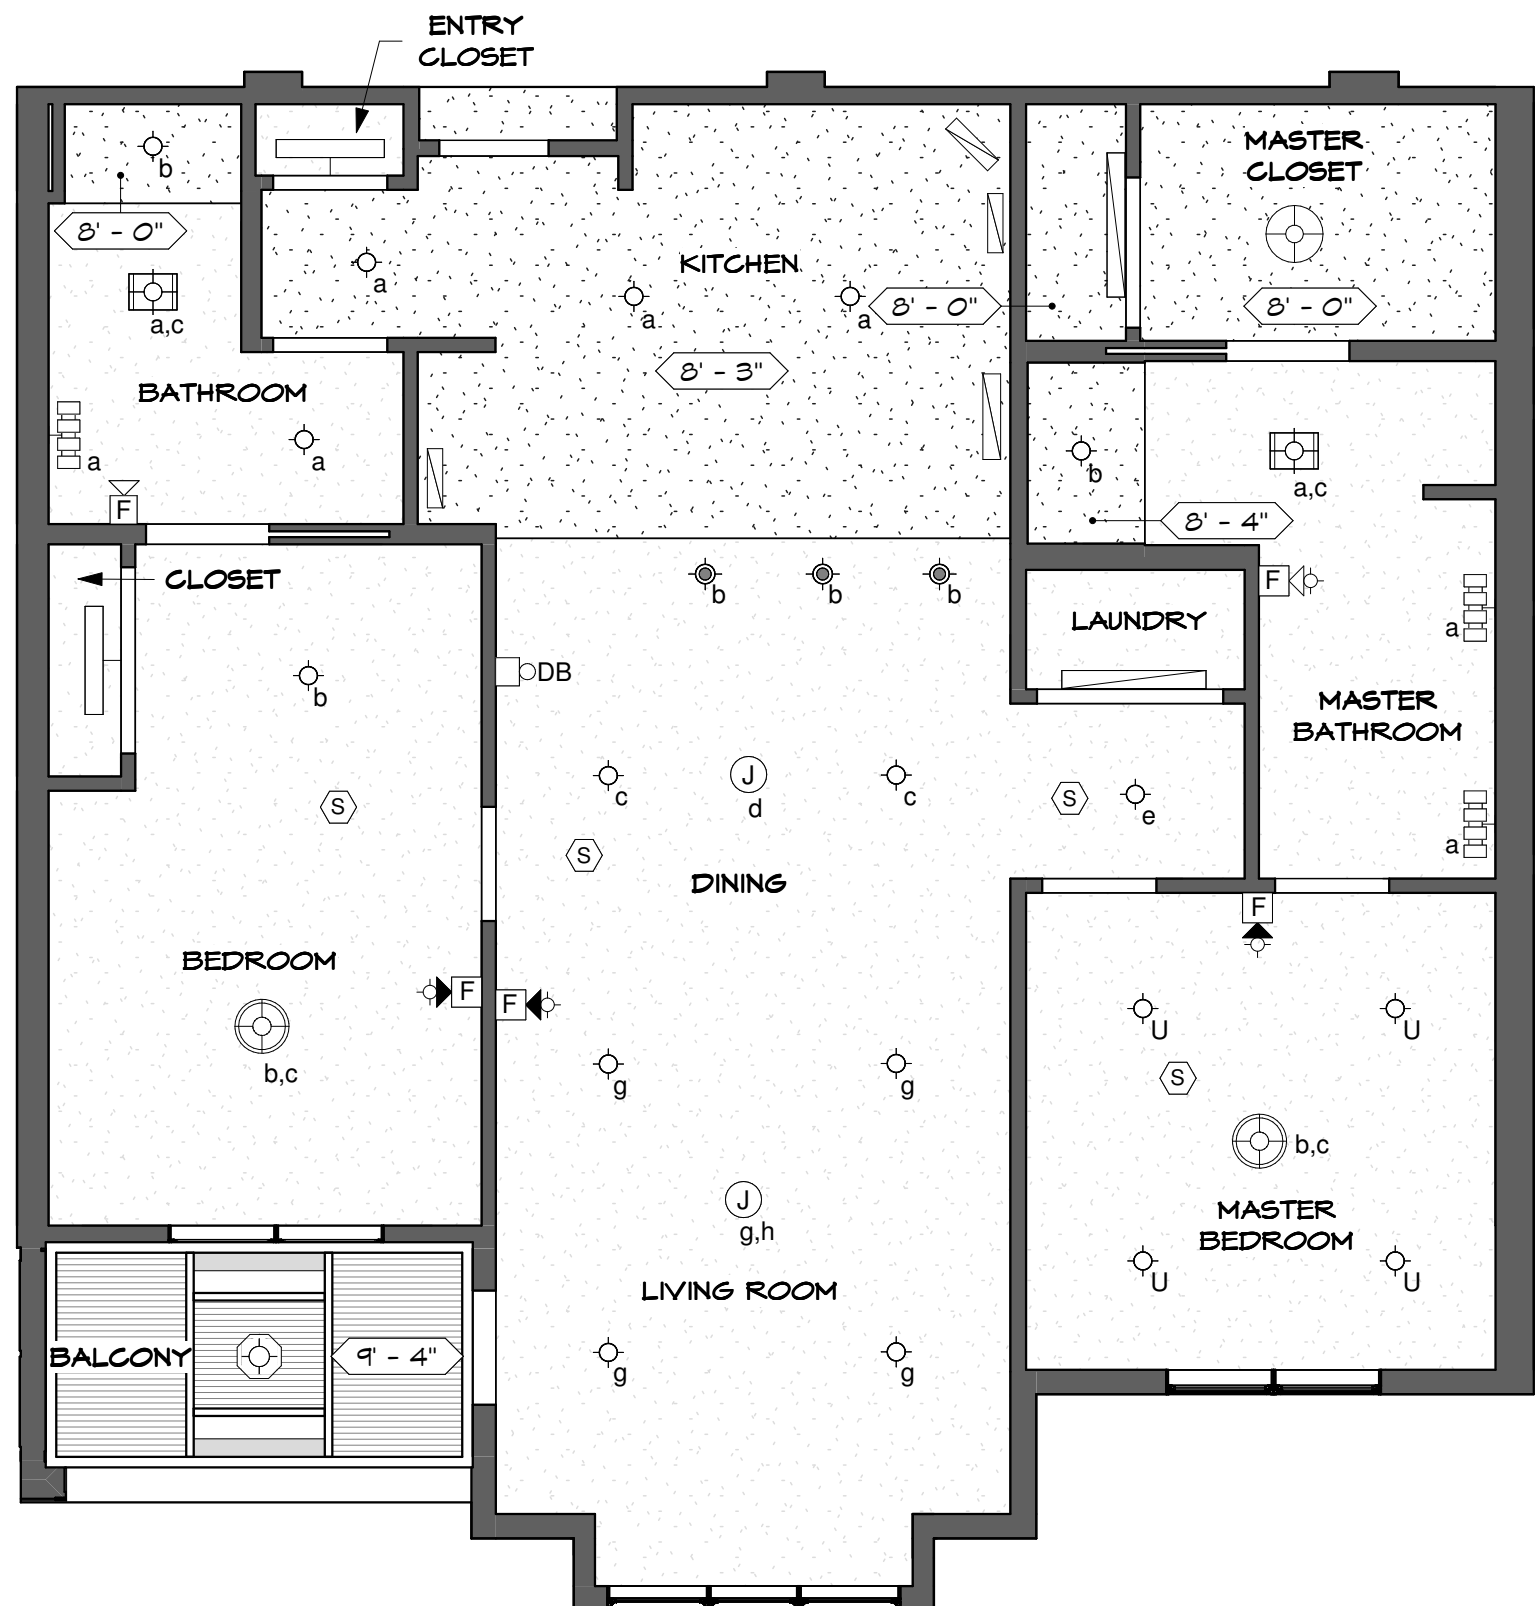 ENTRY
CLOSET
b
8' - 0"
a
KITCHEN
MASTER
CLOSET
a,c
a
a
8' - 0"
8' - 0"
8' - 3"
BATHROOM
a
a
F
b
a,c
8' - 4"
CLOSET
b
b
b
F
LAUNDRY
a
b
DB
MASTER
BATHROOM
S
c
J
d
c
S
e
a
S
DINING
F
BEDROOM
F
F
b,c
U
U
g
g
S
b,c
J
g,h
MASTER
BEDROOM
U
U
LIVING ROOM
BALCONY
9' - 4"
g
g